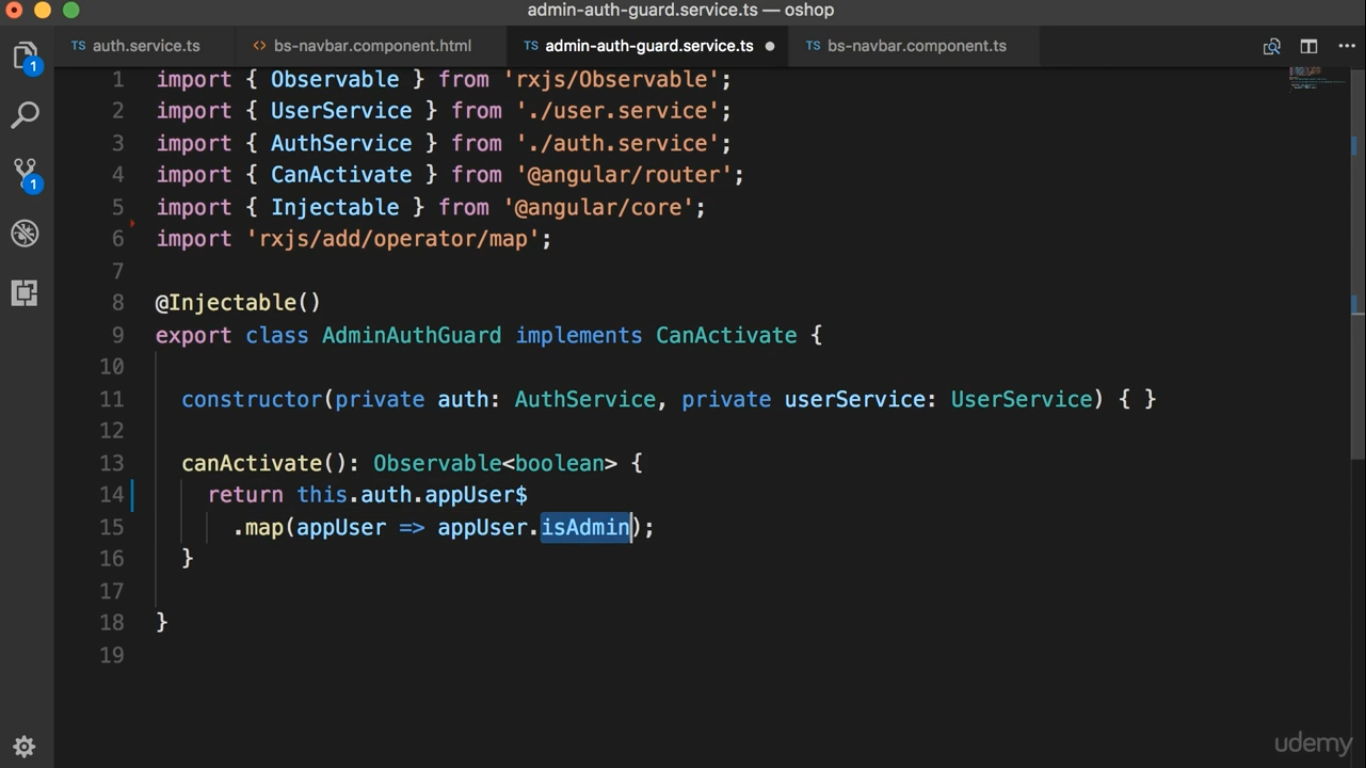 admin-auth-guard.service.ts — oshop
TS auth.service.ts <> bs-navbar.component.html TS admin-auth-guard.service.ts ● TS bs-navbar.component.ts
1
1
1 import { Observable } from 'rxjs/Observable';
2 import { UserService } from './user.service';
3 import { AuthService } from './auth.service';
4 import { CanActivate } from '@angular/router';
5 import { Injectable } from '@angular/core';
6 import 'rxjs/add/operator/map';
7
8 @Injectable()
9 export class AdminAuthGuard implements CanActivate {
10
11 constructor(private auth: AuthService, private userService: UserService) { }
12
13 canActivate(): Observable<boolean> {
14 return this.auth.appUser$
15 .map(appUser => appUser.isAdmin);
16 }
17
18 }
19
udemy